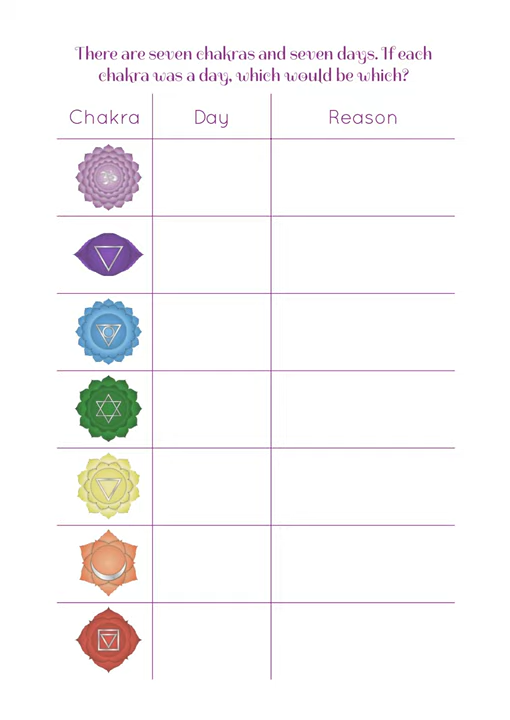 There are seven chakras and seven days. If each
chakra was a day, which would be which?
Chakra Day Reason